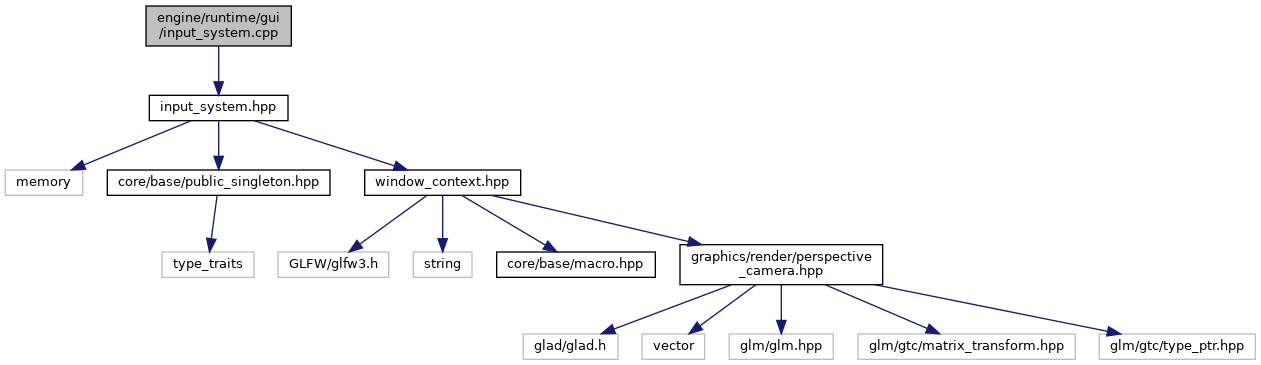 engine/runtime/gui
/input_system.cpp
input_system.hpp
memory
core/base/public_singleton.hpp
window_context.hpp
type_traits
GLFW/glfw3.h
string
core/base/macro.hpp
graphics/render/perspective
_camera.hpp
glad/glad.h
vector
glm/glm.hpp
glm/gtc/matrix_transform.hpp
glm/gtc/type_ptr.hpp